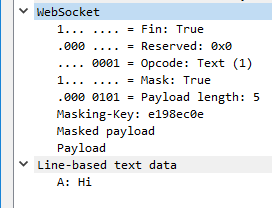 WebSocket
1... .... = Fin: True
.000 .... = Reserved: 0x0
.... 0001 = Opcode: Text (1)
1... .... = Mask: True
.000 0101 = Payload length: 5
Masking-Key: e198ec0e
Masked payload
Payload
Line-based text data
A: Hi